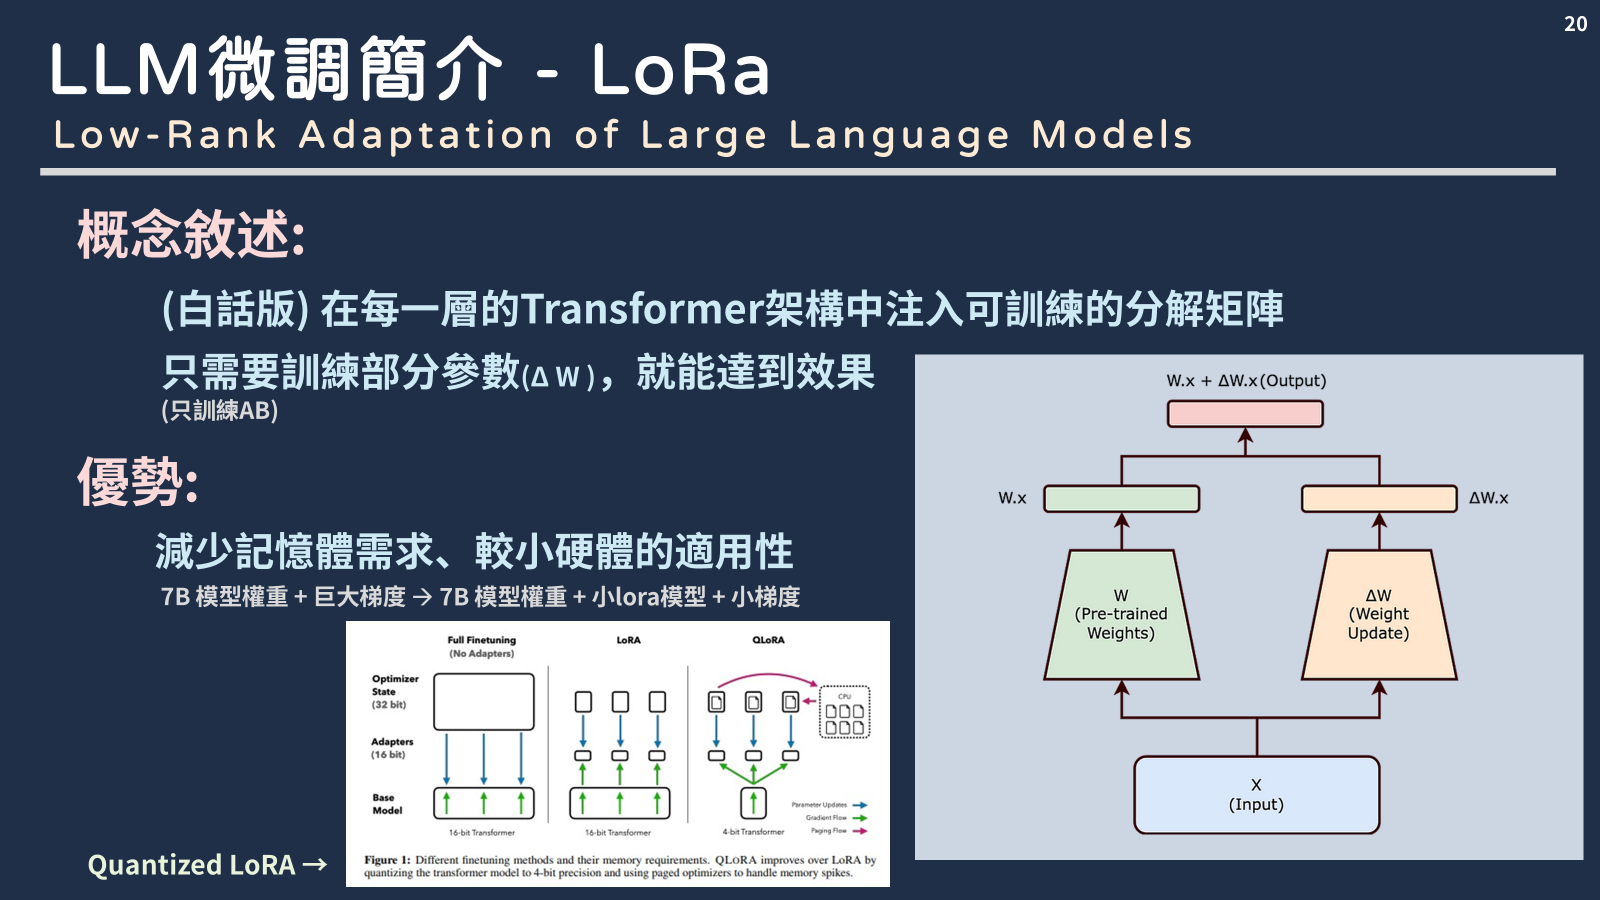 20
LLM微調簡介 - LoRa
Low-Rank Adaptation of Large Language Models
概念敘述:
(白話版) 在每一層的Transformer架構中注入可訓練的分解矩陣
只需要訓練部分參數(Δ W )，就能達到效果
(只訓練AB)
優勢:
減少記憶體需求、較小硬體的適用性
7B 模型權重 + 巨大梯度 → 7B 模型權重 + 小lora模型 + 小梯度
Quantized LoRA →
Full Finetuning
(No Adapters)
LoRA
QLoRA
Optimizer
State
(32 bit)
CPU
Adapters
(16 bit)
Base
Model
Parameter Updates
Gradient Flow
Paging Flow
16-bit Transformer
16-bit Transformer
4-bit Transformer
Figure 1: Different finetuning methods and their memory requirements. QLORA improves over LoRA by
quantizing the transformer model to 4-bit precision and using paged optimizers to handle memory spikes.
W.x + ΔW.x(Output)
W.x
ΔW.x
W
(Pre-trained
Weights)
ΔW
(Weight
Update)
X
(Input)